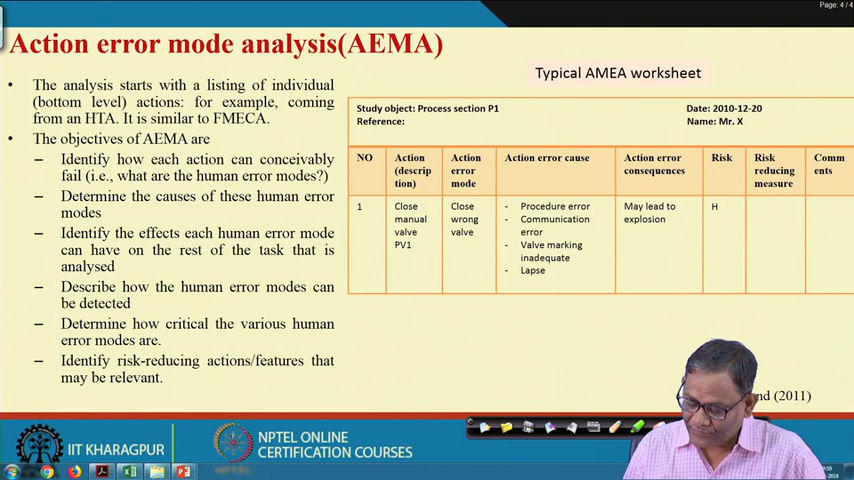 Page: 4 / 4
Action error mode analysis(AEMA)
• The analysis starts with a listing of individual
(bottom level) actions: for example, coming
from an HTA. It is similar to FMECA.
• The objectives of AEMA are
– Identify how each action can conceivably
fail (i.e., what are the human error modes?)
– Determine the causes of these human error
modes
– Identify the effects each human error mode
can have on the rest of the task that is
analysed
– Describe how the human error modes can
be detected
– Determine how critical the various human
error modes are.
– Identify risk-reducing actions/features that
may be relevant.
Typical AMEA worksheet
Study object: Process section P1 Date: 2010-12-20
Reference: Name: Mr. X
NO Action Action Action error cause Action error Risk Risk Comm
(descrip error consequences reducing ents
tion) mode measure
1 Close Close - Procedure error May lead to H
manual wrong - Communication explosion
valve valve error
PV1 - Valve marking
inadequate
- Lapse
(2011)
IIT KHARAGPUR
NPTEL ONLINE
CERTIFICATION COURSES
NPTEL